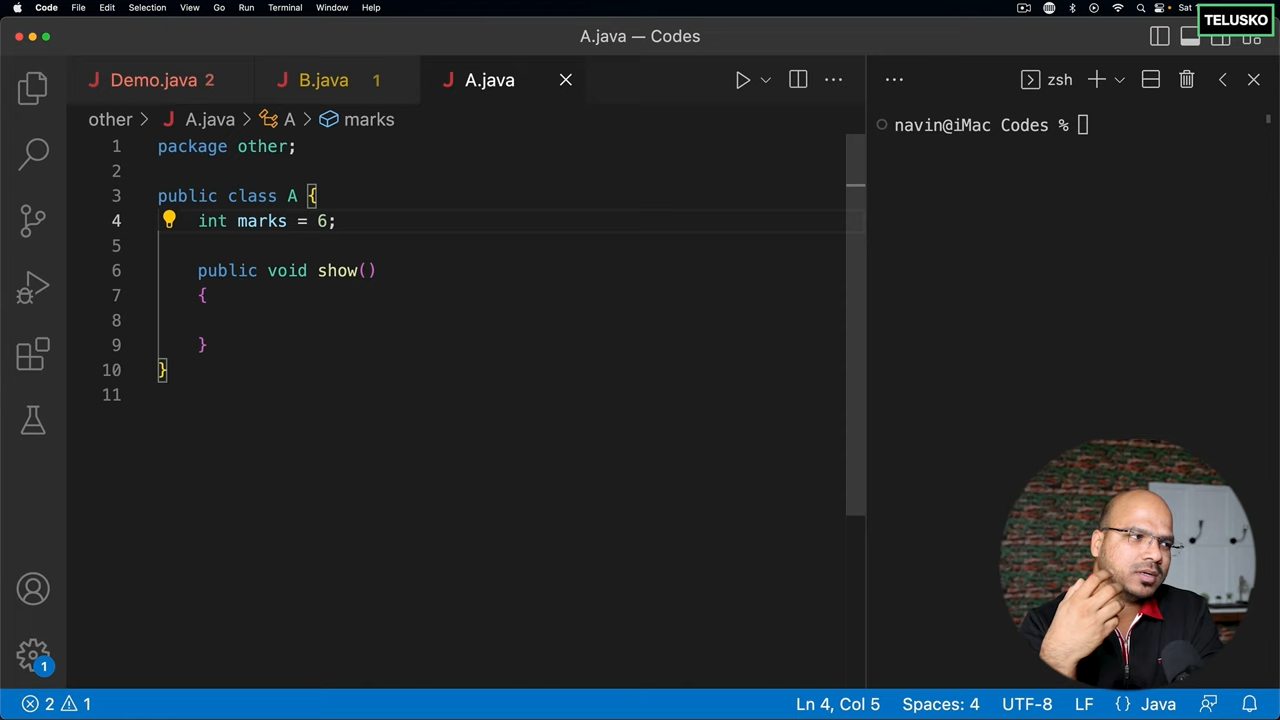 Code File Edit Selection View Go Run Terminal Window Help
Sat
TELUSKO
A.java — Codes
Demo.java 2
B.java 1
A.java
zsh
other > A.java > A > marks
navin@iMac Codes %
1 package other;
2
3 public class A {
4 int marks = 6;
5
6 public void show()
7 {
8
9 }
10 }
11
1
2 1
Ln 4, Col 5 Spaces: 4 UTF-8 LF {} Java